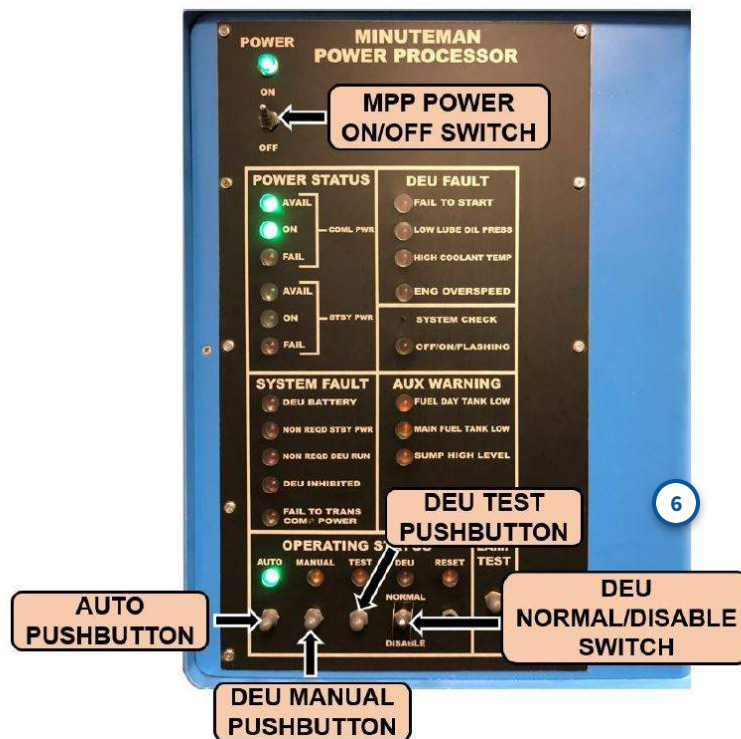 MINUTEMAN
POWER PROCESSOR
POWER
ON
OFF
MPP POWER
ON/OFF SWITCH
POWER STATUS
AVAIL
ON
COML PWR
FAIL
AVAIL
ON
STBY PWR
FAIL
DEU FAULT
FAIL TO START
LOW LUBE OIL PRESS
HIGH COOLANT TEMP
ENG OVERSPEED
SYSTEM CHECK
OFF/ON/FLASHING
SYSTEM FAULT
DEU BATTERY
NON REQD STBY PWR
NON REQD DEU RUN
DEU INHIBITED
FAIL TO TRANS
COMP POWER
AUX WARNING
FUEL DAY TANK LOW
MAIN FUEL TANK LOW
SUMP HIGH LEVEL
6
DEU TEST
PUSHBUTTON
OPERATING
AUTO
MANUAL
TEST
DEU
RESET
NORMAL
DISABLE
TEST
AUTO
PUSHBUTTON
DEU MANUAL
PUSHBUTTON
DEU
NORMAL/DISABLE
SWITCH